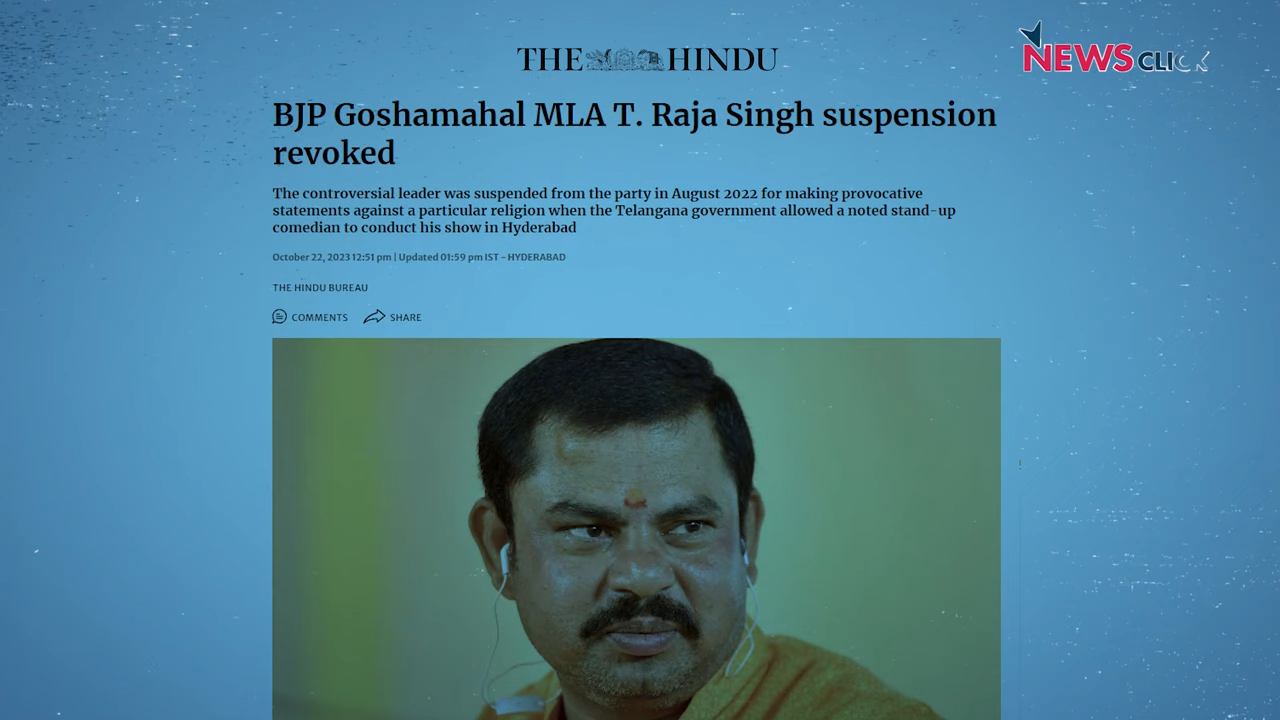 THE HINDU
NEWSCLICK
BJP Goshamahal MLA T. Raja Singh suspension
revoked
The controversial leader was suspended from the party in August 2022 for making provocative
statements against a particular religion when the Telangana government allowed a noted stand-up
comedian to conduct his show in Hyderabad
October 22, 2023 12:51 pm | Updated 01:59 pm IST - HYDERABAD
THE HINDU BUREAU
COMMENTS SHARE